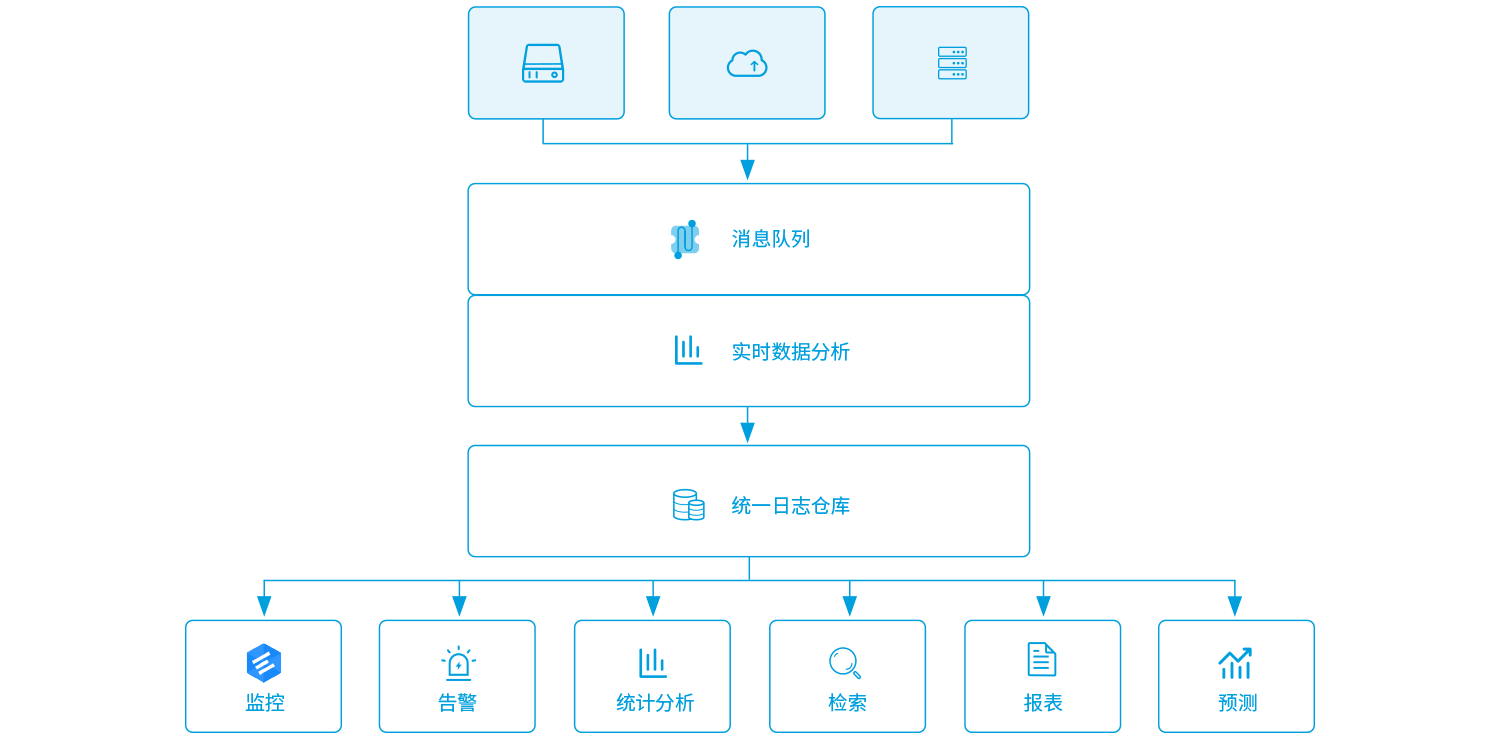 消息队列
实时数据分析
统一日志仓库
监控
告警
统计分析
检索
报表
预测